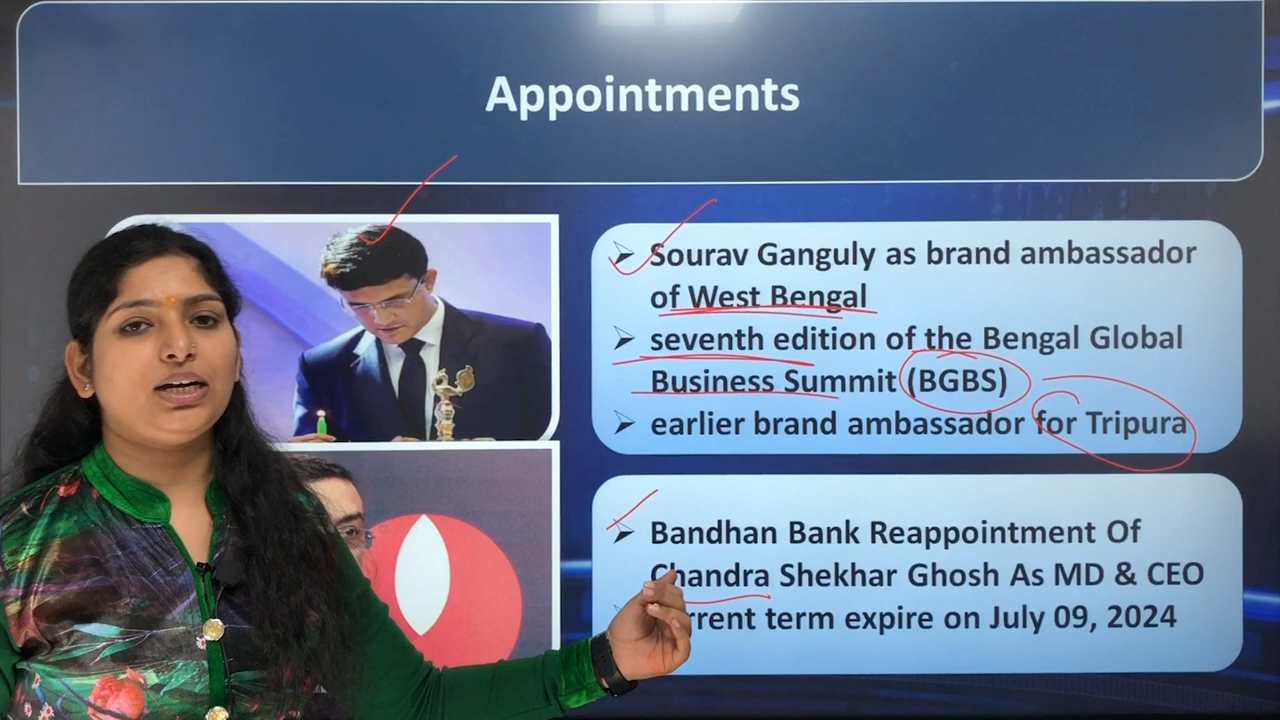 Appointments
Sourav Ganguly as brand ambassador
of West Bengal
seventh edition of the Bengal Global
Business Summit (BGBS)
earlier brand ambassador for Tripura
Bandhan Bank Reappointment Of
Chandra Shekhar Ghosh As MD & CEO
term expire on July 09, 2024